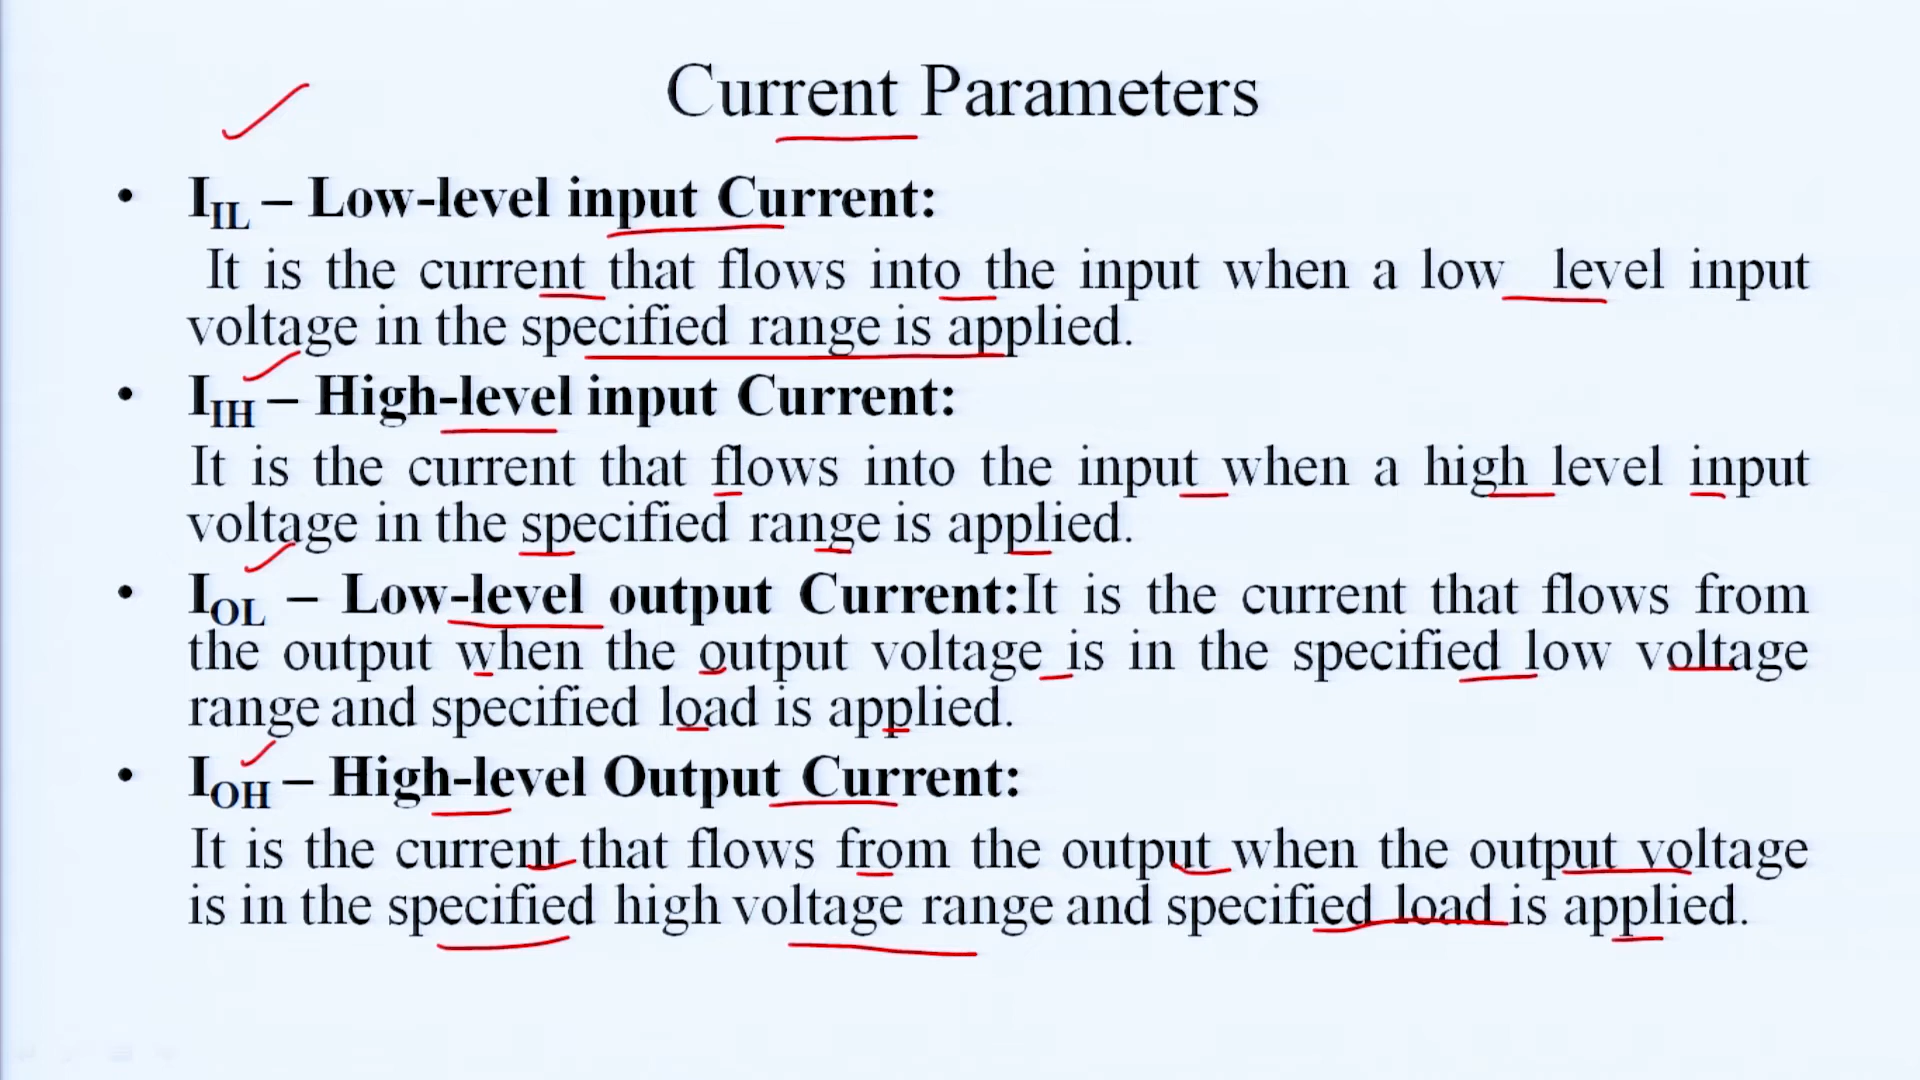 Current Parameters
• I_IL – Low-level input Current:
It is the current that flows into the input when a low level input
voltage in the specified range is applied.
• I_IH – High-level input Current:
It is the current that flows into the input when a high level input
voltage in the specified range is applied.
• I_OL – Low-level output Current:It is the current that flows from
the output when the output voltage is in the specified low voltage
range and specified load is applied.
• I_OH – High-level Output Current:
It is the current that flows from the output when the output voltage
is in the specified high voltage range and specified load is applied.